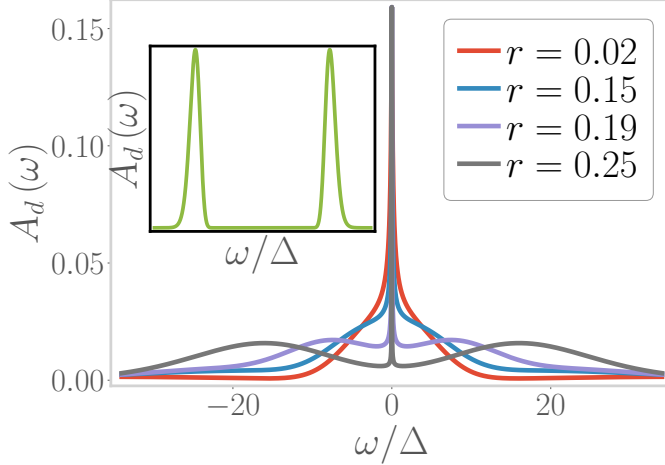 0.15
0.10
0.05
0.00
A_d(ω)
−20
0
20
ω/Δ
A_d(ω)
ω/Δ
r = 0.02
r = 0.15
r = 0.19
r = 0.25